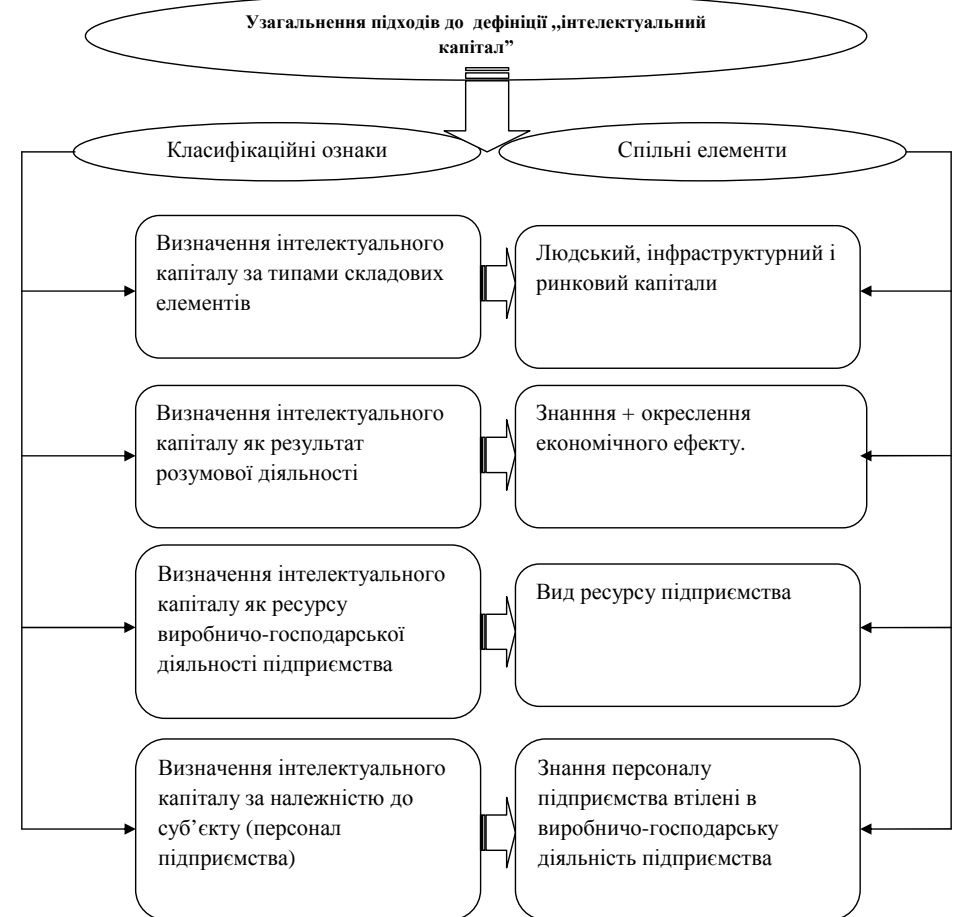 Узагальнення підходів до дефініції „інтелектуальний
капітал”
Класифікаційні ознаки
Спільні елементи
Визначення інтелектуального
капіталу за типами складових
елементів
Людський, інфраструктурний і
ринковий капітали
Визначення інтелектуального
капіталу як результат
розумової діяльності
Знанння + окреслення
економічного ефекту.
Визначення інтелектуального
капіталу як ресурсу
виробничо-господарської
діяльності підприємства
Вид ресурсу підприємства
Визначення інтелектуального
капіталу за належністю до
суб’єкту (персонал
підприємства)
Знання персоналу
підприємства втілені в
виробничо-господарську
діяльність підприємства